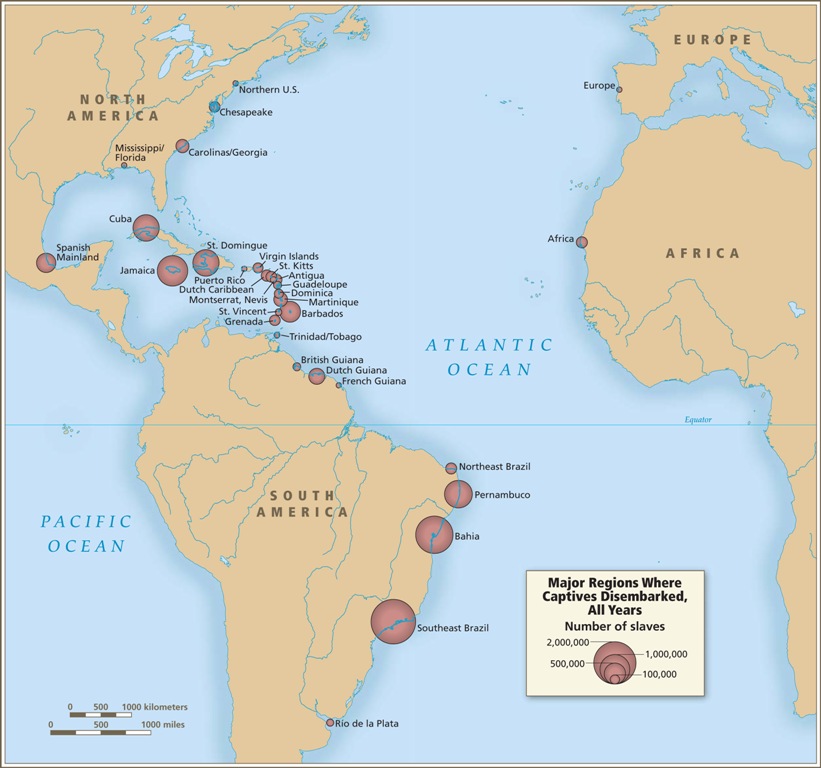 EUROPE
NORTH
AMERICA
Northern U.S.
Europe
Chesapeake
Mississippi/
Florida
Carolinas/Georgia
Cuba
Africa
AFRICA
Spanish
Mainland
St. Domingue
Jamaica
Virgin Islands
St. Kitts
Puerto Rico
Antigua
Dutch Caribbean
Guadeloupe
Dominica
Montserrat, Nevis
Martinique
St. Vincent
Barbados
Grenada
Trinidad/Tobago
ATLANTIC
OCEAN
British Guiana
Dutch Guiana
French Guiana
Equator
Northeast Brazil
Pernambuco
SOUTH
AMERICA
PACIFIC
OCEAN
Bahia
Southeast Brazil
Major Regions Where
Captives Disembarked,
All Years
Number of slaves
2,000,000
1,000,000
500,000
100,000
0 500 1000 kilometers
0 500 1000 miles
Río de la Plata